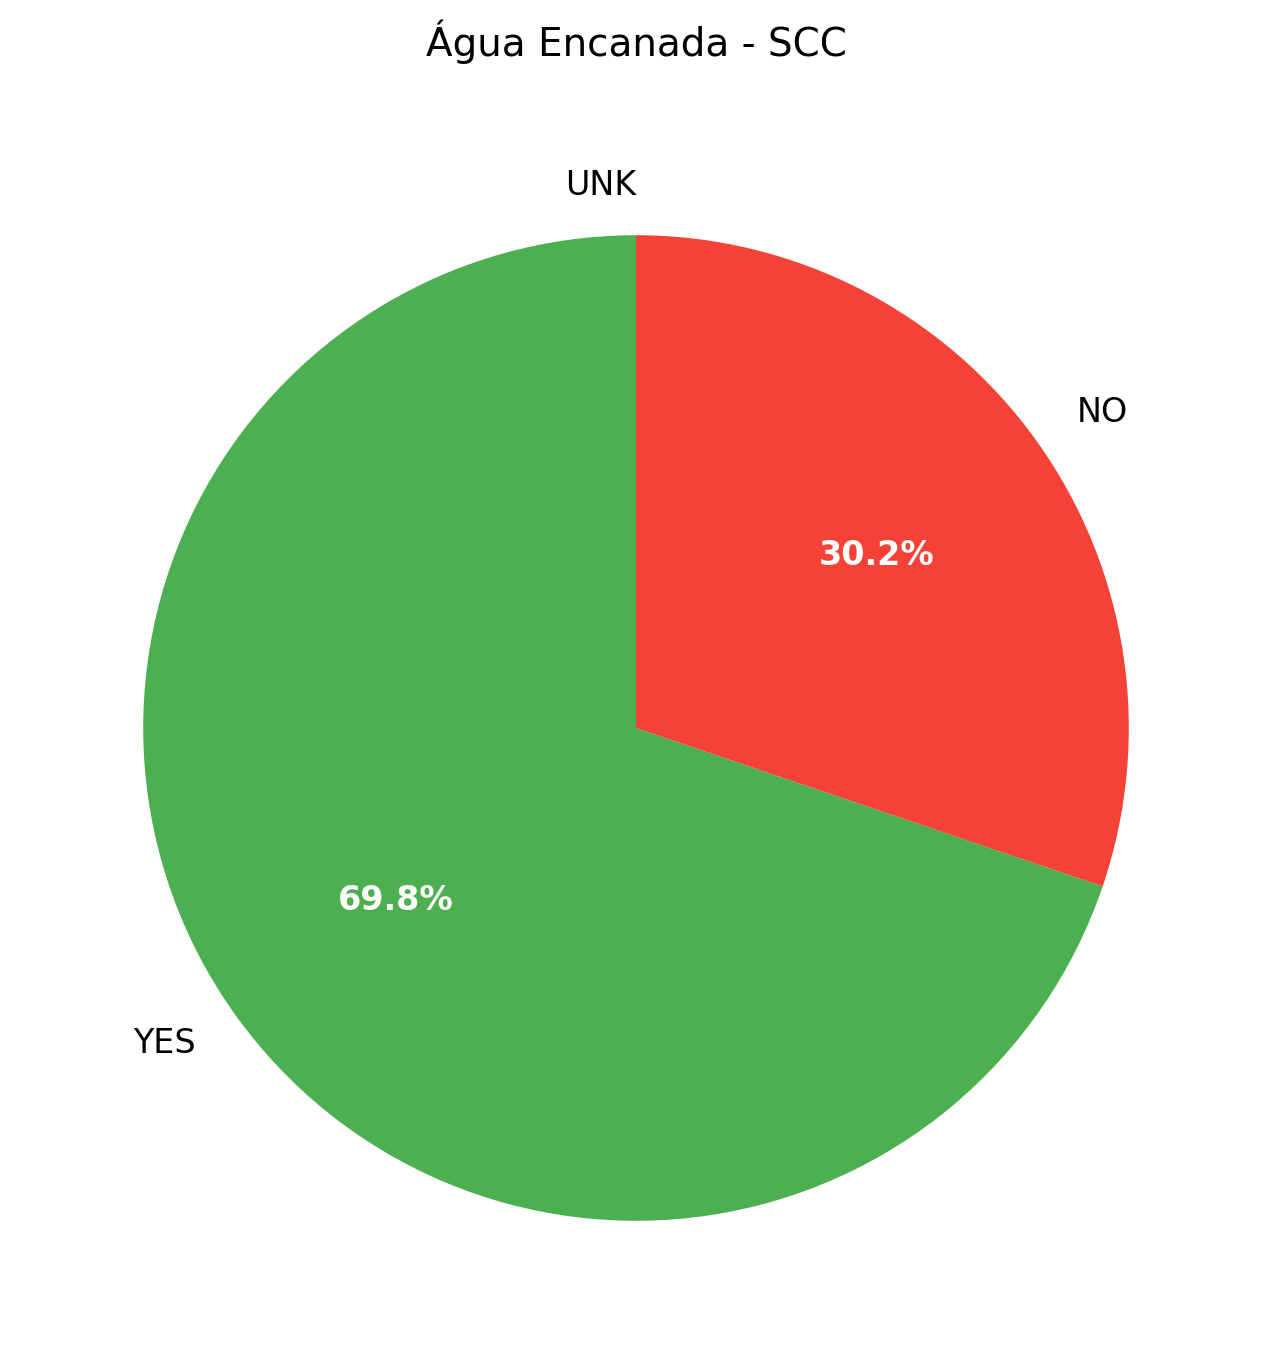 Água Encanada - SCC
UNK
NO
30.2%
69.8%
YES